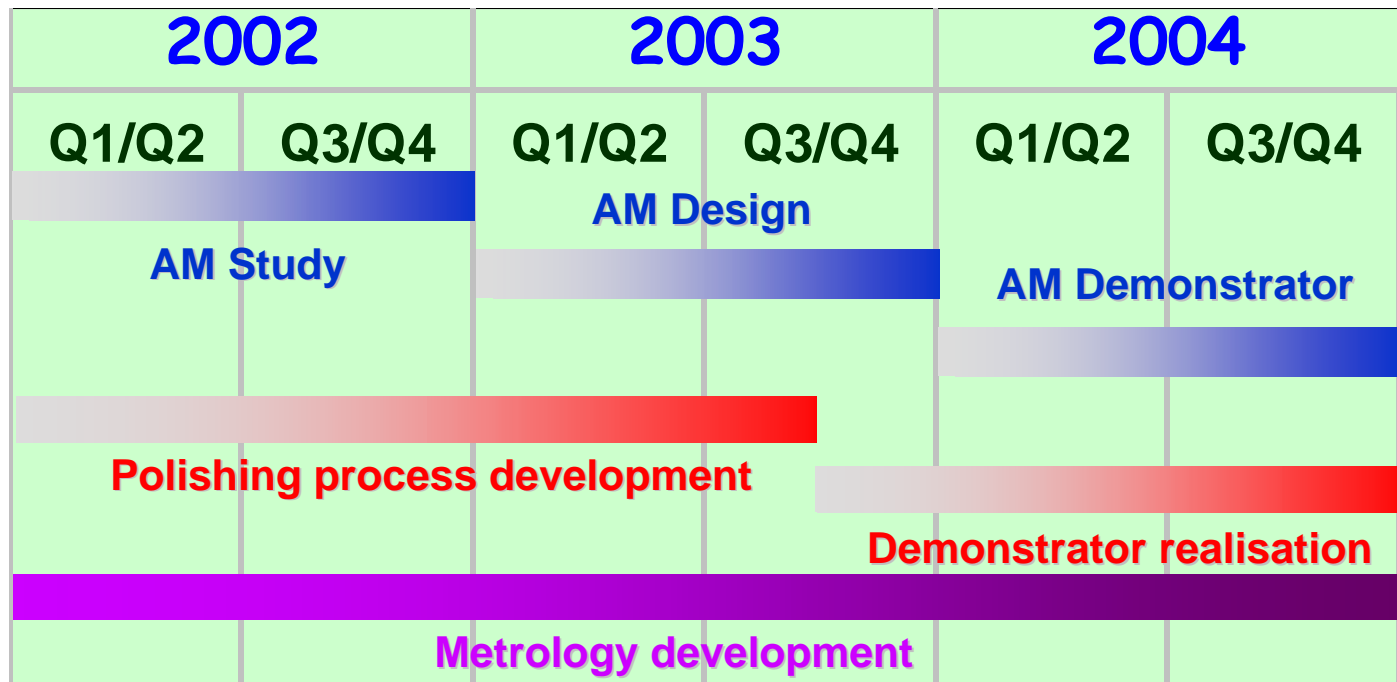 2002 2003 2004
Q1/Q2 Q3/Q4 Q1/Q2 Q3/Q4 Q1/Q2 Q3/Q4
AM Design
AM Study
AM Demonstrator
Polishing process development
Demonstrator realisation
Metrology development